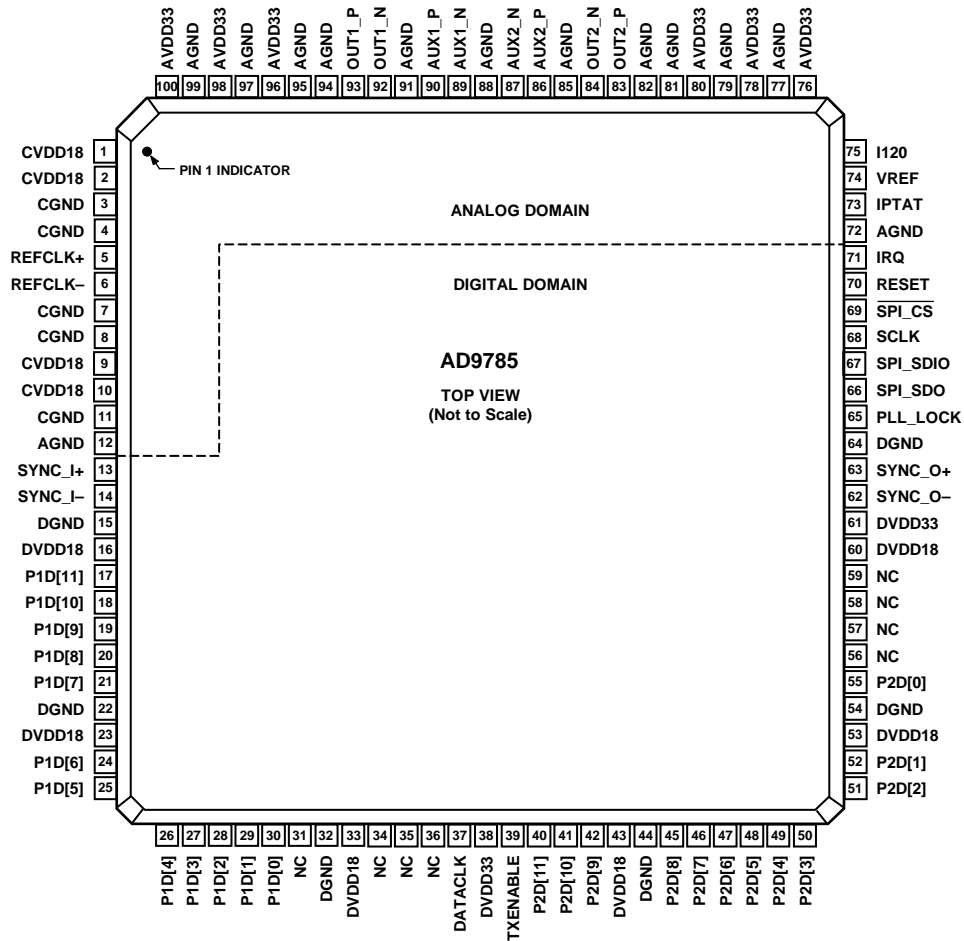 AVDD33
AGND
AVDD33
AGND
AVDD33
AGND
AGND
OUT1_P
OUT1_N
AGND
AUX1_P
AUX1_N
AGND
AUX2_N
AUX2_P
AGND
OUT2_N
OUT2_P
AGND
AGND
AVDD33
AGND
AVDD33
AGND
AVDD33
100 99 98 97 96 95 94 93 92 91 90 89 88 87 86 85 84 83 82 81 80 79 78 77 76
CVDD18 1
CVDD18 2
CGND 3
CGND 4
REFCLK+ 5
REFCLK– 6
CGND 7
CGND 8
CVDD18 9
CVDD18 10
CGND 11
AGND 12
SYNC_I+ 13
SYNC_I– 14
DGND 15
DVDD18 16
P1D[11] 17
P1D[10] 18
P1D[9] 19
P1D[8] 20
P1D[7] 21
DGND 22
DVDD18 23
P1D[6] 24
P1D[5] 25
PIN 1 INDICATOR
ANALOG DOMAIN
DIGITAL DOMAIN
AD9785
TOP VIEW
(Not to Scale)
75 I120
74 VREF
73 IPTAT
72 AGND
71 IRQ
70 RESET
69 SPI_CS
68 SCLK
67 SPI_SDIO
66 SPI_SDO
65 PLL_LOCK
64 DGND
63 SYNC_O+
62 SYNC_O–
61 DVDD33
60 DVDD18
59 NC
58 NC
57 NC
56 NC
55 P2D[0]
54 DGND
53 DVDD18
52 P2D[1]
51 P2D[2]
26 27 28 29 30 31 32 33 34 35 36 37 38 39 40 41 42 43 44 45 46 47 48 49 50
P1D[4]
P1D[3]
P1D[2]
P1D[1]
P1D[0]
NC
DGND
DVDD18
NC
NC
NC
DATACLK
DVDD33
TXENABLE
P2D[11]
P2D[10]
P2D[9]
DVDD18
DGND
P2D[8]
P2D[7]
P2D[6]
P2D[5]
P2D[4]
P2D[3]